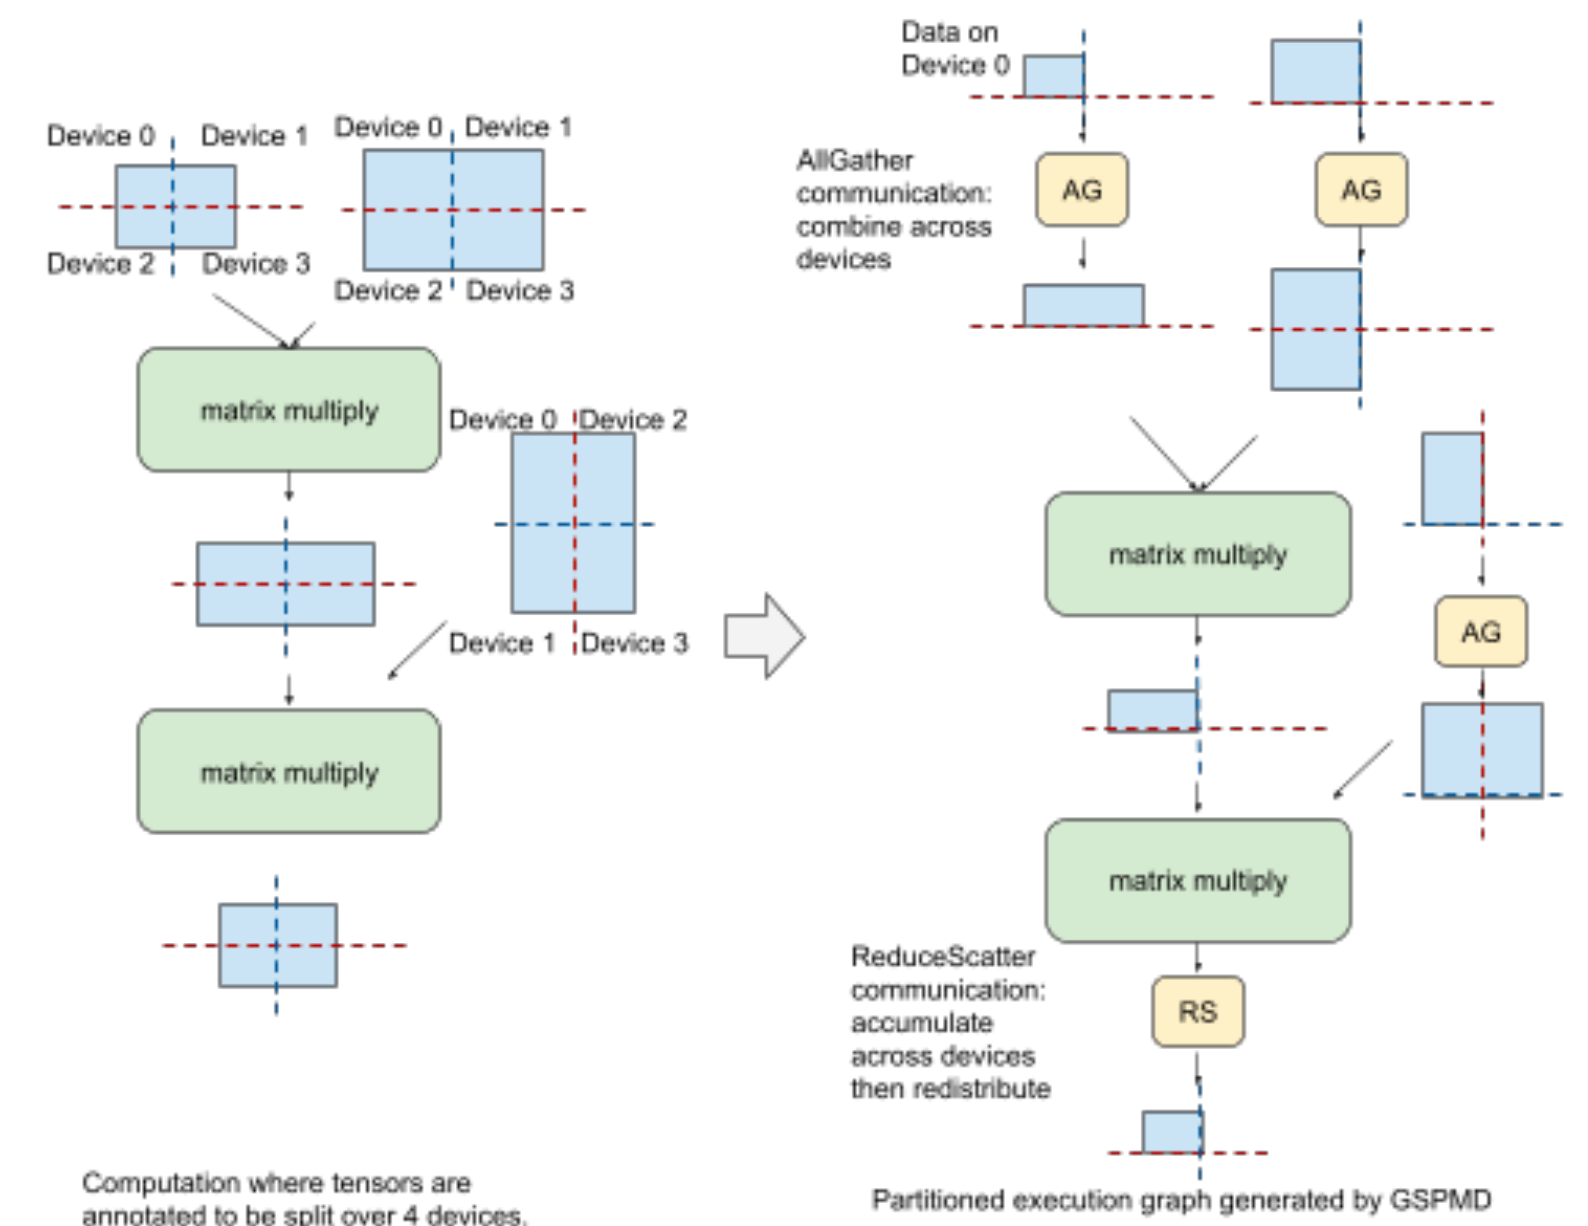 Device 0 Device 1
Device 2 Device 3
Device 0 Device 1
Device 2 Device 3
matrix multiply
Device 0 Device 2
Device 1 Device 3
matrix multiply
Computation where tensors are
annotated to be split over 4 devices.
Data on
Device 0
AllGather
communication:
combine across
devices
AG
AG
matrix multiply
AG
matrix multiply
ReduceScatter
communication:
accumulate
across devices
then redistribute
RS
Partitioned execution graph generated by GSPMD